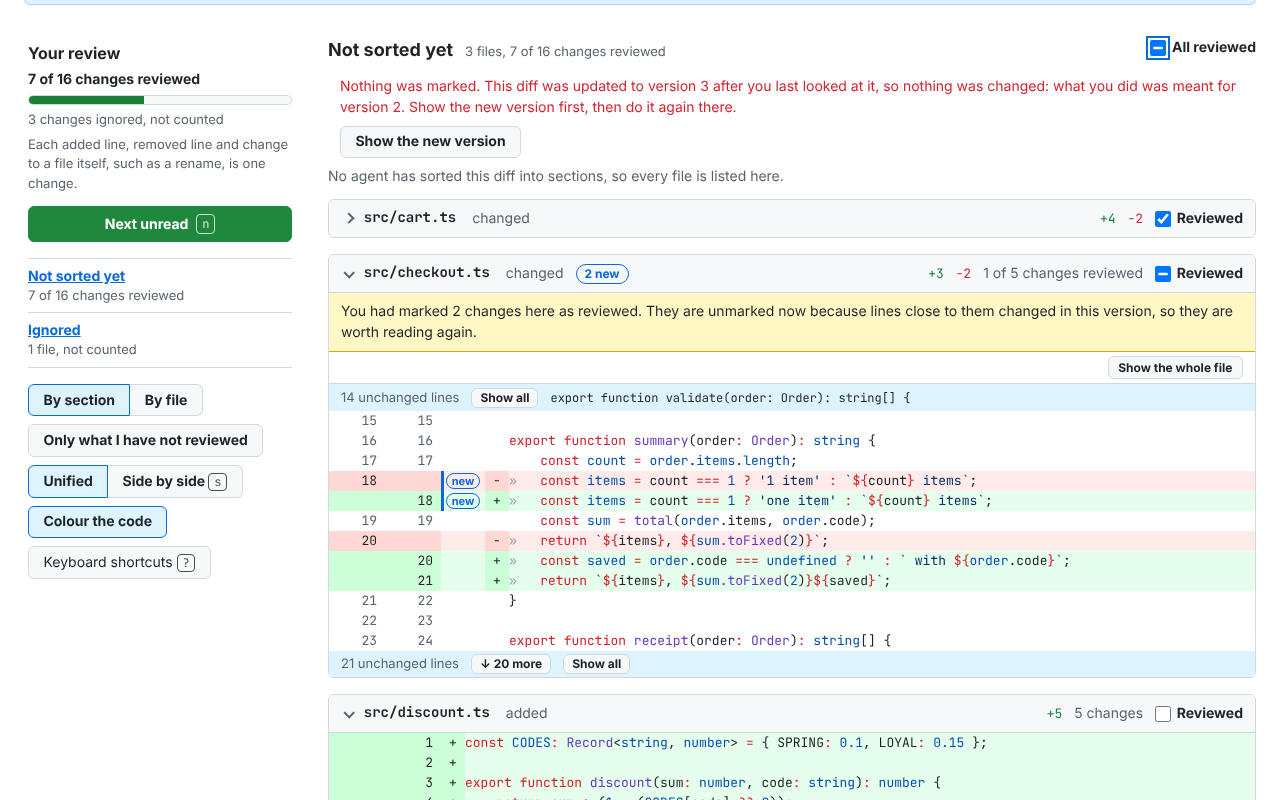 Your review
7 of 16 changes reviewed
3 changes ignored, not counted
Each added line, removed line and change
to a file itself, such as a rename, is one
change.
Next unread n
Not sorted yet
7 of 16 changes reviewed
Ignored
1 file, not counted
By section By file
Only what I have not reviewed
Unified Side by side s
Colour the code
Keyboard shortcuts ?
Not sorted yet 3 files, 7 of 16 changes reviewed All reviewed
Nothing was marked. This diff was updated to version 3 after you last looked at it, so nothing was changed: what you did was meant for
version 2. Show the new version first, then do it again there.
Show the new version
No agent has sorted this diff into sections, so every file is listed here.
src/cart.ts changed +4 -2 Reviewed
src/checkout.ts changed 2 new +3 -2 1 of 5 changes reviewed Reviewed
You had marked 2 changes here as reviewed. They are unmarked now because lines close to them changed in this version, so they are
worth reading again.
Show the whole file
14 unchanged lines Show all export function validate(order: Order): string[] {
15 15
16 16 export function summary(order: Order): string {
17 17 const count = order.items.length;
18 new - » const items = count === 1 ? '1 item' : `${count} items`;
18 new + » const items = count === 1 ? 'one item' : `${count} items`;
19 19 const sum = total(order.items, order.code);
20 - » return `${items}, ${sum.toFixed(2)}`;
20 + » const saved = order.code === undefined ? '' : ` with ${order.code}`;
21 + » return `${items}, ${sum.toFixed(2)}${saved}`;
21 22 }
22 23
23 24 export function receipt(order: Order): string[] {
21 unchanged lines ↓ 20 more Show all
src/discount.ts added +5 5 changes Reviewed
1 + const CODES: Record<string, number> = { SPRING: 0.1, LOYAL: 0.15 };
2 +
3 + export function discount(sum: number, code: string): number {